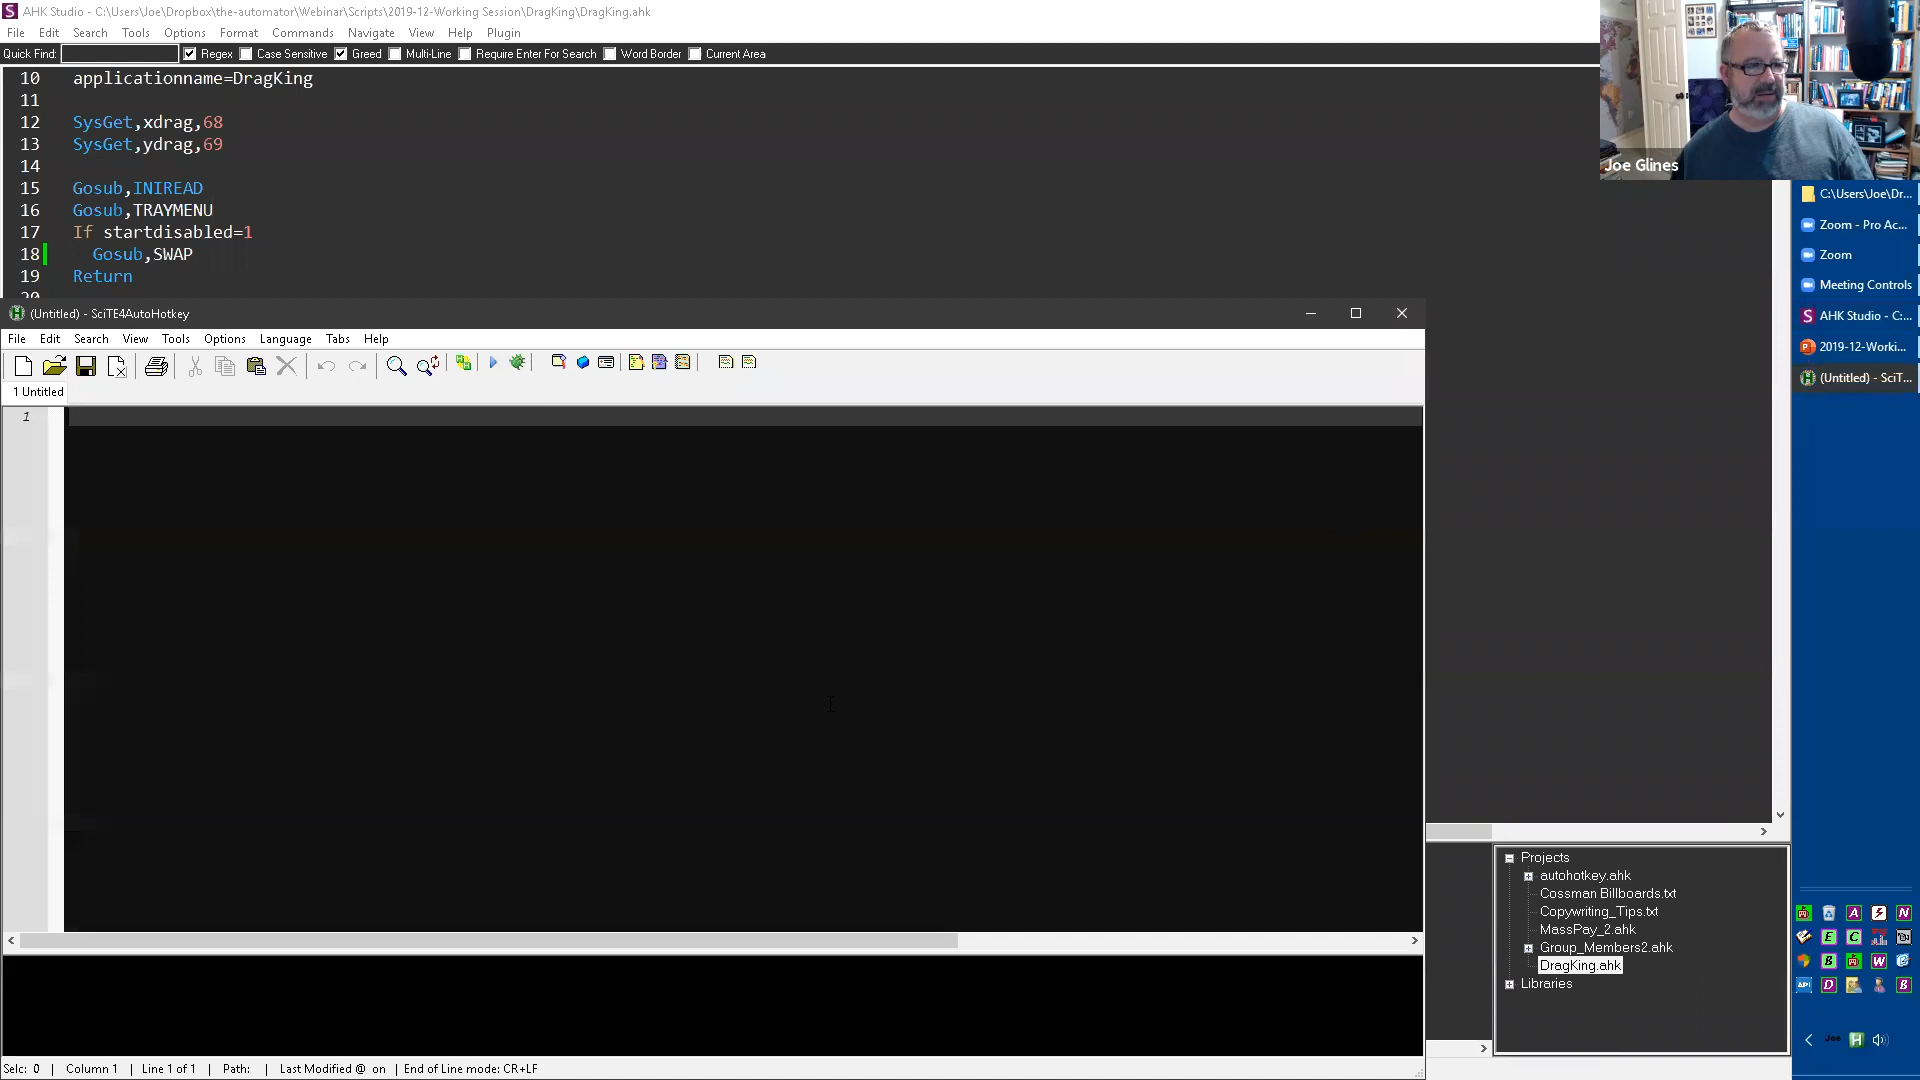 AHK Studio - C:\Users\Joe\Dropbox\the-automator\Webinar\Scripts\2019-12-Working Session\DragKing\DragKing.ahk
File Edit Search Tools Options Format Commands Navigate View Help Plugin
Quick Find: Regex Case Sensitive Greed Multi-Line Require Enter For Search Word Border Current Area
10 applicationname=DragKing
11
12 SysGet,xdrag,68
13 SysGet,ydrag,69
14
15 Gosub,INIREAD
16 Gosub,TRAYMENU
17 If startdisabled=1
18 Gosub,SWAP
19 Return
20
Joe Glines
C:\Users\Joe\Dr...
Zoom - Pro Ac...
Zoom
Meeting Controls
AHK Studio - C:...
2019-12-Worki...
(Untitled) - SciT...
(Untitled) - SciTE4AutoHotkey
File Edit Search View Tools Options Language Tabs Help
1 Untitled
1
Projects
autohotkey.ahk
Cossman Billboards.txt
Copywriting_Tips.txt
MassPay_2.ahk
Group_Members2.ahk
DragKing.ahk
Libraries
A N
E C
B W
API D B
Joe H
Selc: 0 | Column 1 | Line 1 of 1 | Path: | Last Modified @ on | End of Line mode: CR+LF